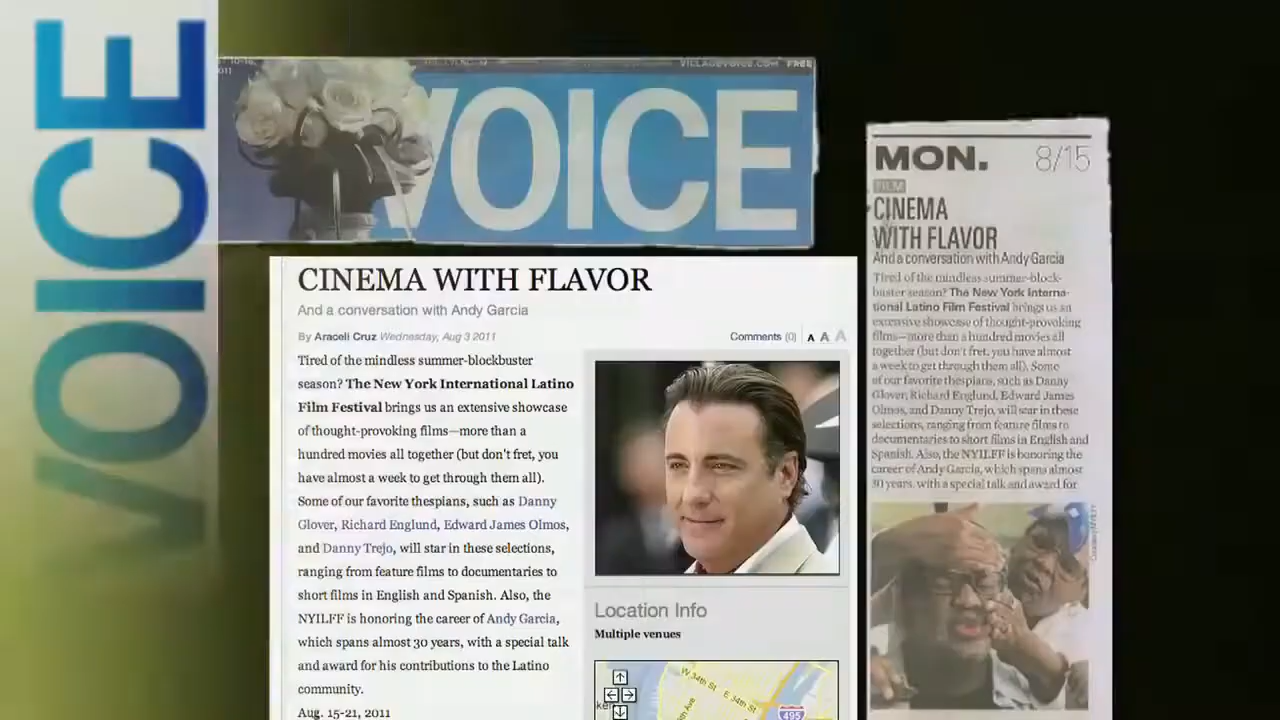 VOICE
VILLAGEVOICE.COM FREE
VOICE
CINEMA WITH FLAVOR
And a conversation with Andy Garcia
By Araceli Cruz Wednesday, Aug 3 2011
Comments (0) A A A
Tired of the mindless summer-blockbuster
season? The New York International Latino
Film Festival brings us an extensive showcase
of thought-provoking films—more than a
hundred movies all together (but don't fret, you
have almost a week to get through them all).
Some of our favorite thespians, such as Danny
Glover, Richard Englund, Edward James Olmos,
and Danny Trejo, will star in these selections,
ranging from feature films to documentaries to
short films in English and Spanish. Also, the
NYILFF is honoring the career of Andy Garcia,
which spans almost 30 years, with a special talk
and award for his contributions to the Latino
community.
Aug. 15-21, 2011
Location Info
Multiple venues
W 34th St
E 34th St
495
MON. 8/15
FILM
CINEMA
WITH FLAVOR
And a conversation with Andy Garcia
Tired of the mindless summer-block-
buster season? The New York Interna-
tional Latino Film Festival brings us an
extensive showcase of thought-provoking
films—more than a hundred movies all
together (but don't fret, you have almost
a week to get through them all). Some
of our favorite thespians, such as Danny
Glover, Richard Englund, Edward James
Olmos, and Danny Trejo, will star in these
selections, ranging from feature films to
documentaries to short films in English and
Spanish. Also, the NYILFF is honoring the
career of Andy Garcia, which spans almost
30 years, with a special talk and award for